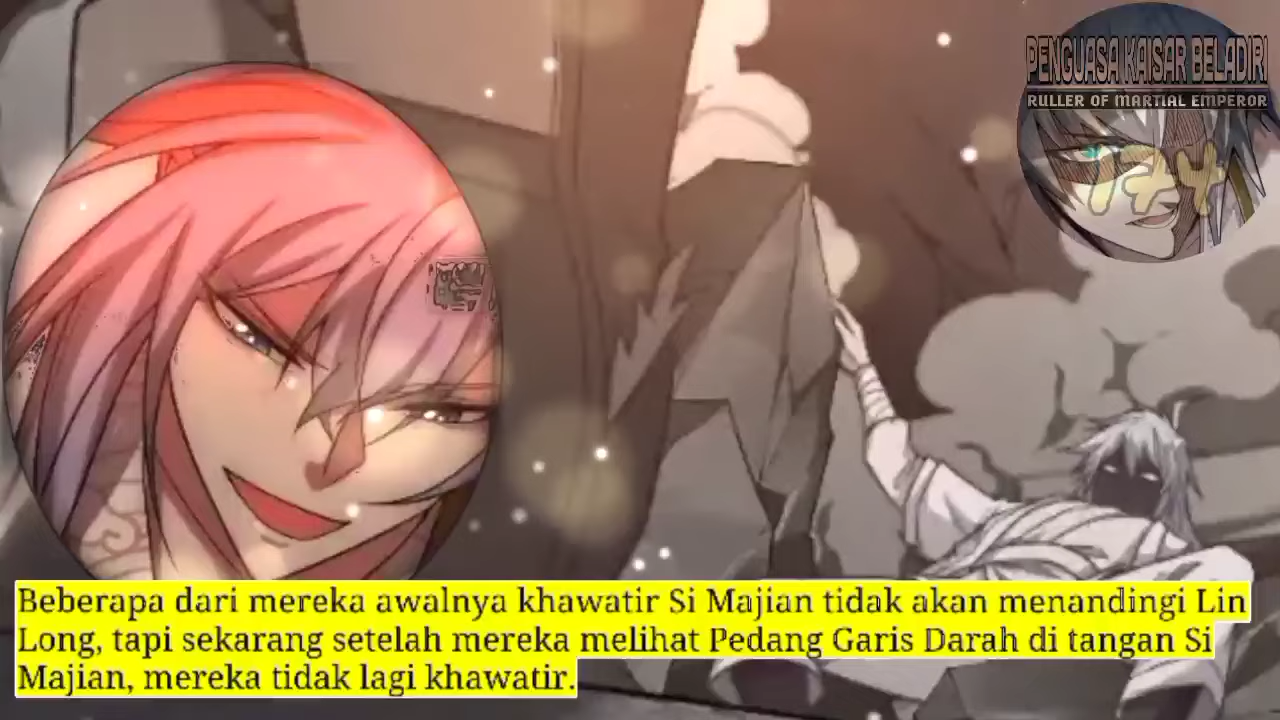 PENGUASA KAISAR BELADIRI
RULLER OF MARTIAL EMPEROR
Beberapa dari mereka awalnya khawatir Si Majian tidak akan menandingi Lin
Long, tapi sekarang setelah mereka melihat Pedang Garis Darah di tangan Si
Majian, mereka tidak lagi khawatir.